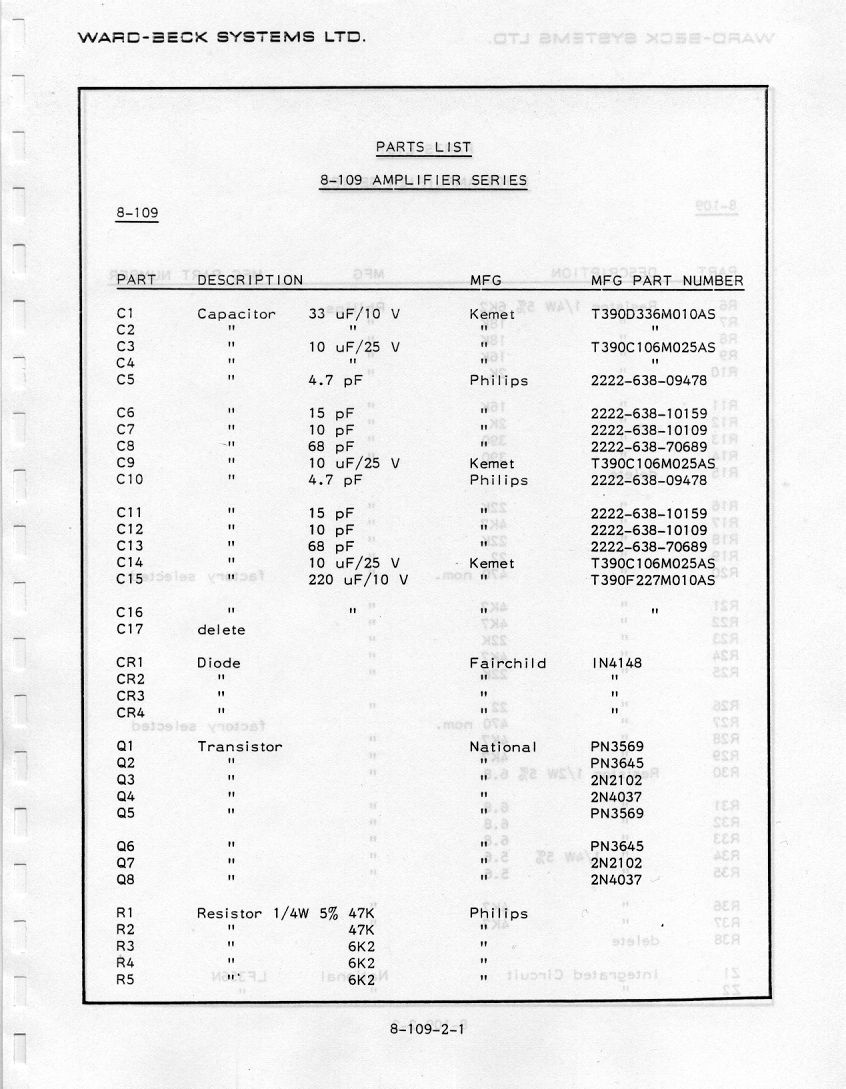 WARD-BECK SYSTEMS LTD.
PARTS LIST
8-109 AMPLIFIER SERIES
8-109
PART DESCRIPTION MFG MFG PART NUMBER
C1 Capacitor 33 uF/10 V Kemet T390D336M010AS
C2 " " " "
C3 " 10 uF/25 V " T390C106M025AS
C4 " " " "
C5 " 4.7 pF Philips 2222-638-09478
C6 " 15 pF " 2222-638-10159
C7 " 10 pF " 2222-638-10109
C8 " 68 pF " 2222-638-70689
C9 " 10 uF/25 V Kemet T390C106M025AS
C10 " 4.7 pF Philips 2222-638-09478
C11 " 15 pF " 2222-638-10159
C12 " 10 pF " 2222-638-10109
C13 " 68 pF " 2222-638-70689
C14 " 10 uF/25 V Kemet T390C106M025AS
C15 " 220 uF/10 V " T390F227M010AS
C16 " " " "
C17 delete
CR1 Diode Fairchild IN4148
CR2 " " "
CR3 " " "
CR4 " " "
Q1 Transistor National PN3569
Q2 " " PN3645
Q3 " " 2N2102
Q4 " " 2N4037
Q5 " " PN3569
Q6 " " PN3645
Q7 " " 2N2102
Q8 " " 2N4037
R1 Resistor 1/4W 5% 47K Philips
R2 " 47K "
R3 " 6K2 "
R4 " 6K2 "
R5 " 6K2 "
8-109-2-1